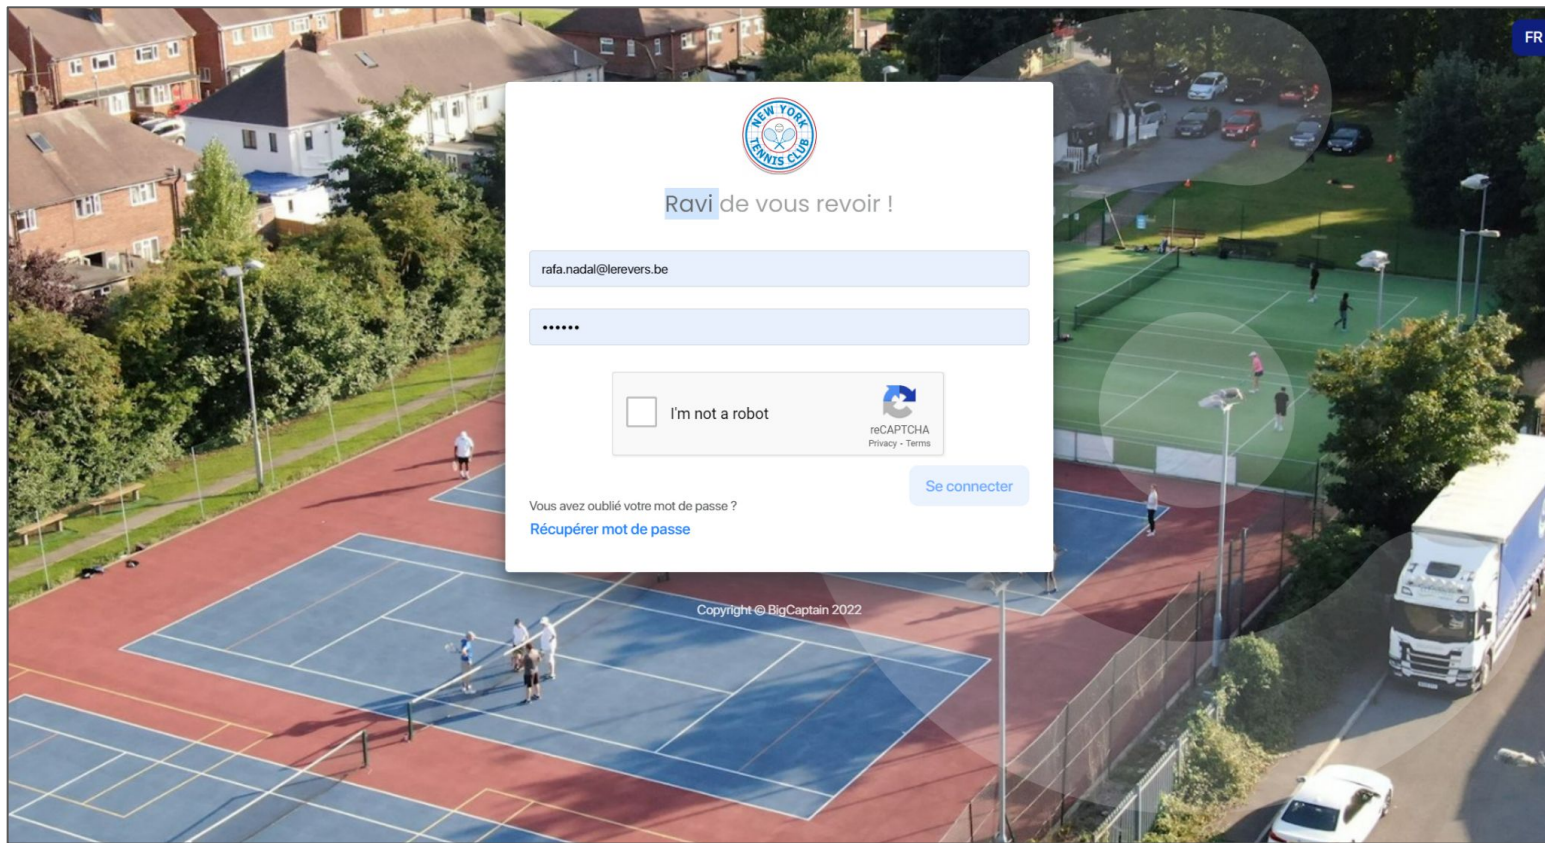 FR
NEW YORK
TENNIS CLUB
Ravi de vous revoir !
rafa.nadal@lerevers.be
••••••
I'm not a robot
reCAPTCHA
Privacy - Terms
Se connecter
Vous avez oublié votre mot de passe ?
Récupérer mot de passe
Copyright © BigCaptain 2022